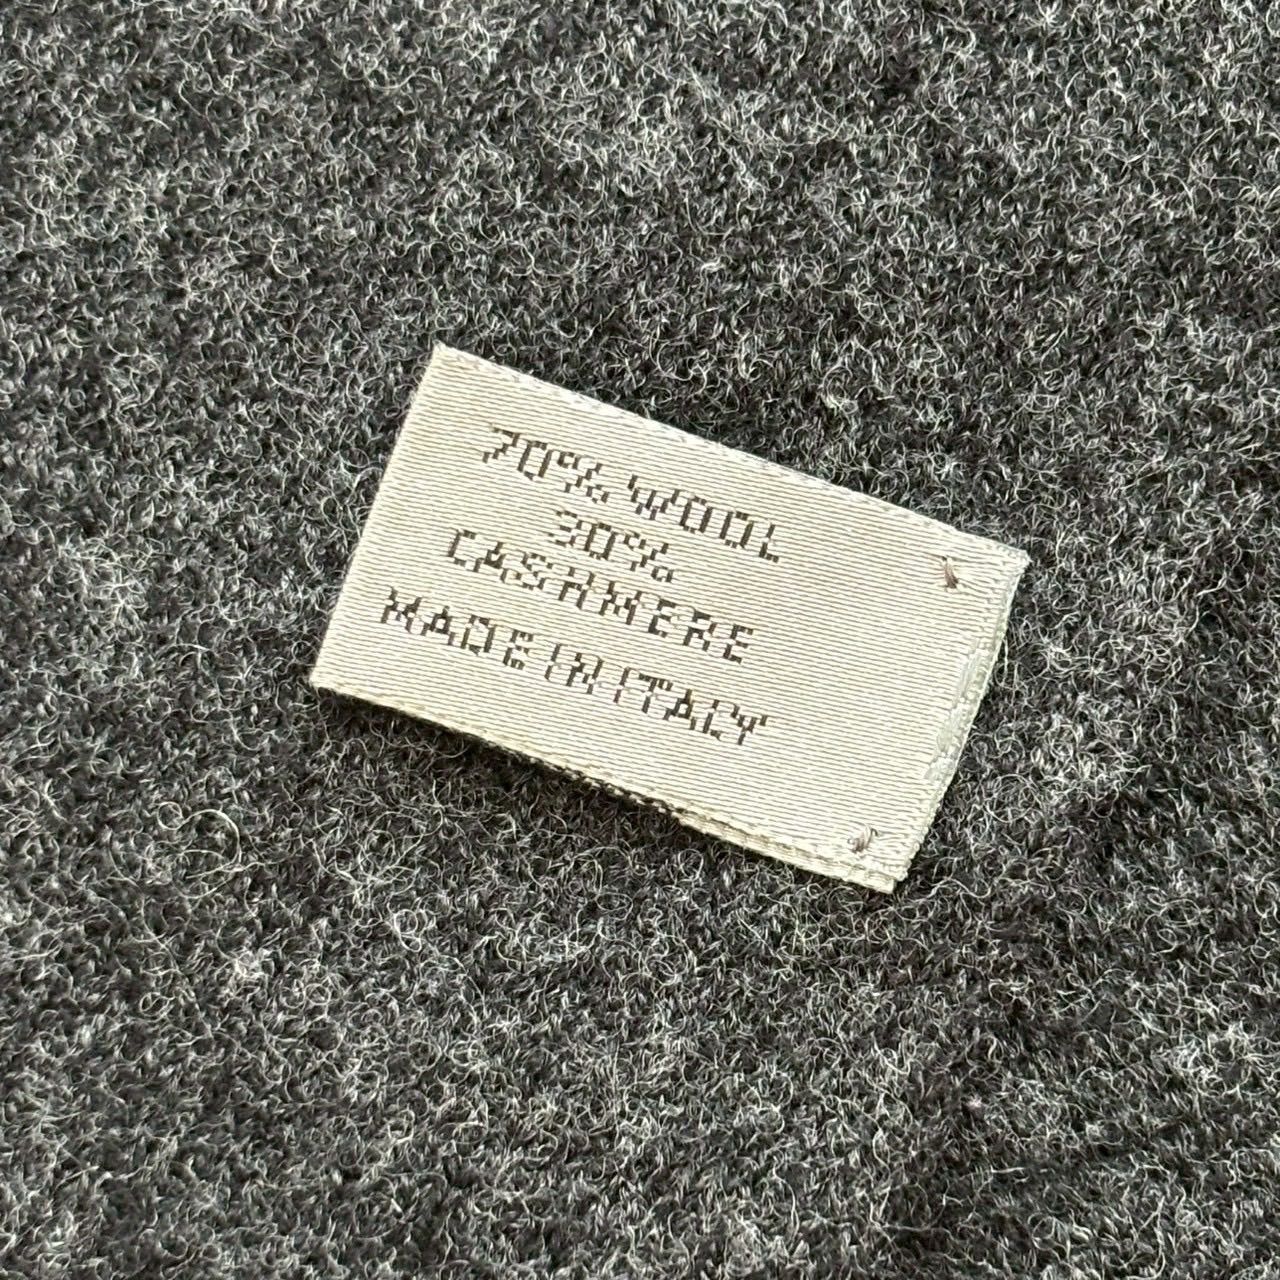 70% WOOL
30%
CASHMERE
MADE IN ITALY